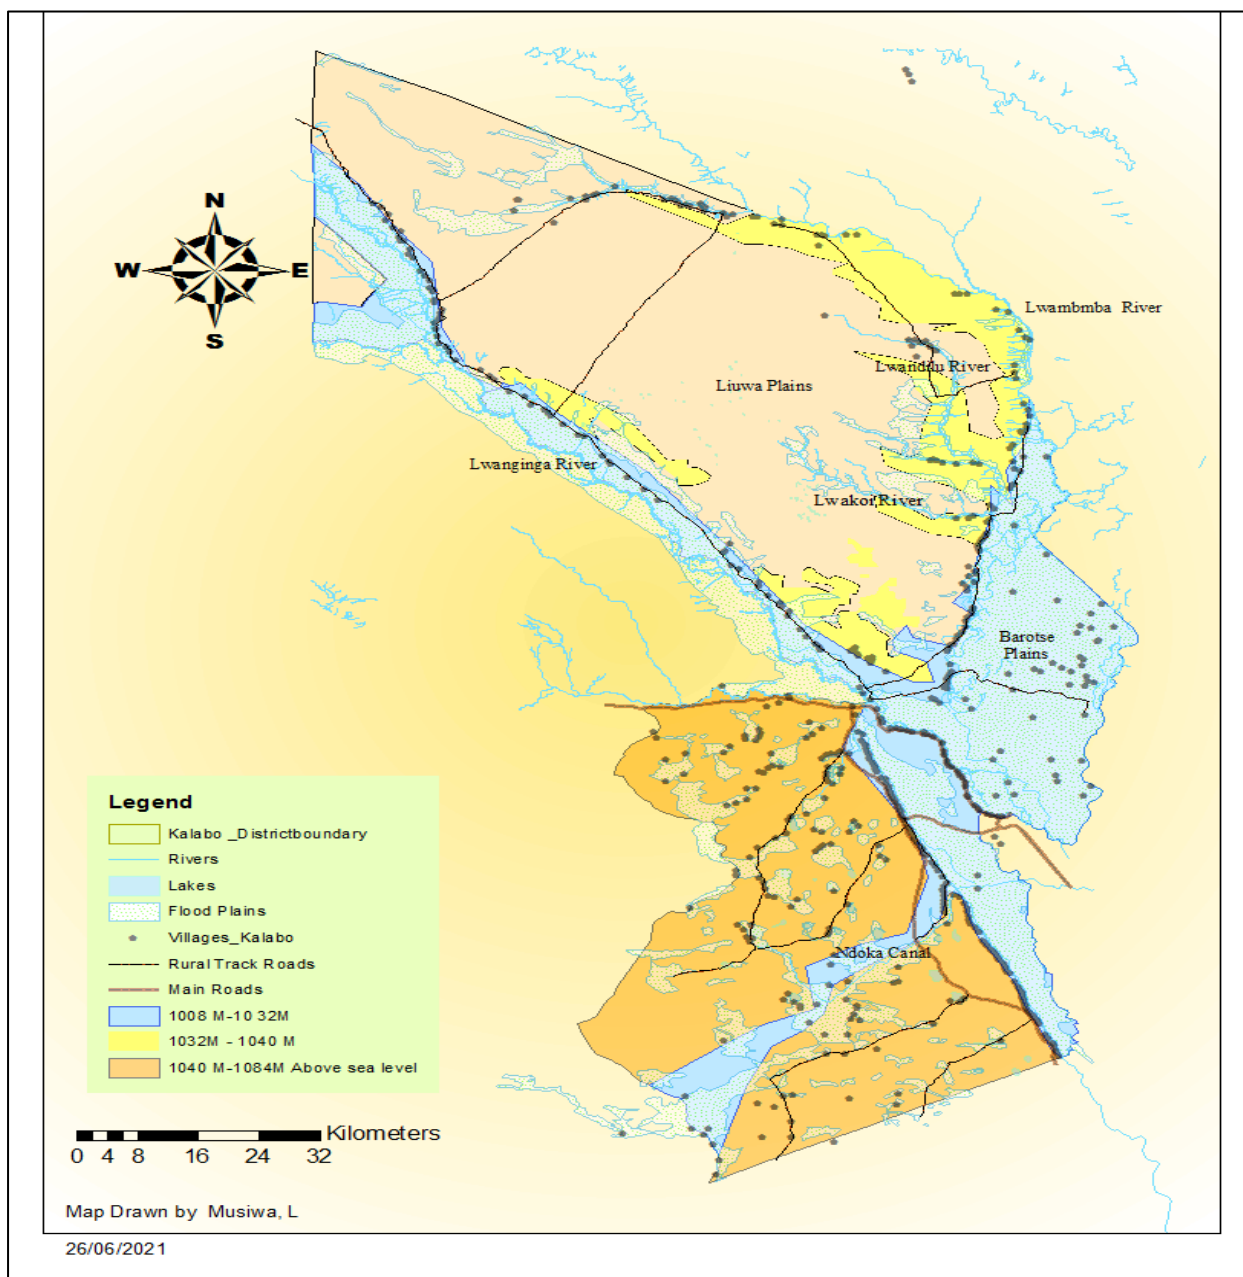 N
W E
S
Lwambmba River
Lwandilu River
Liuwa Plains
Lwanginga River
Lwakoi River
Barotse
Plains
Ndoka Canal
Legend
Kalabo _Districtboundary
Rivers
Lakes
Flood Plains
Villages_Kalabo
Rural Track Roads
Main Roads
1008 M-10 32M
1032M - 1040 M
1040 M-1084M Above sea level
Kilometers
0 4 8 16 24 32
Map Drawn by Musiwa, L
26/06/2021